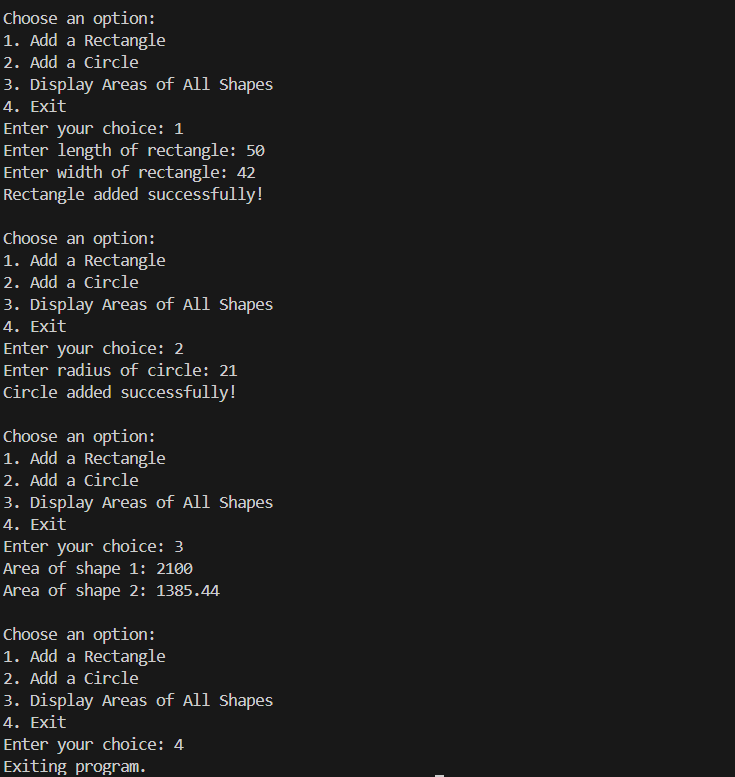 Choose an option:
1. Add a Rectangle
2. Add a Circle
3. Display Areas of All Shapes
4. Exit
Enter your choice: 1
Enter length of rectangle: 50
Enter width of rectangle: 42
Rectangle added successfully!

Choose an option:
1. Add a Rectangle
2. Add a Circle
3. Display Areas of All Shapes
4. Exit
Enter your choice: 2
Enter radius of circle: 21
Circle added successfully!

Choose an option:
1. Add a Rectangle
2. Add a Circle
3. Display Areas of All Shapes
4. Exit
Enter your choice: 3
Area of shape 1: 2100
Area of shape 2: 1385.44

Choose an option:
1. Add a Rectangle
2. Add a Circle
3. Display Areas of All Shapes
4. Exit
Enter your choice: 4
Exiting program.